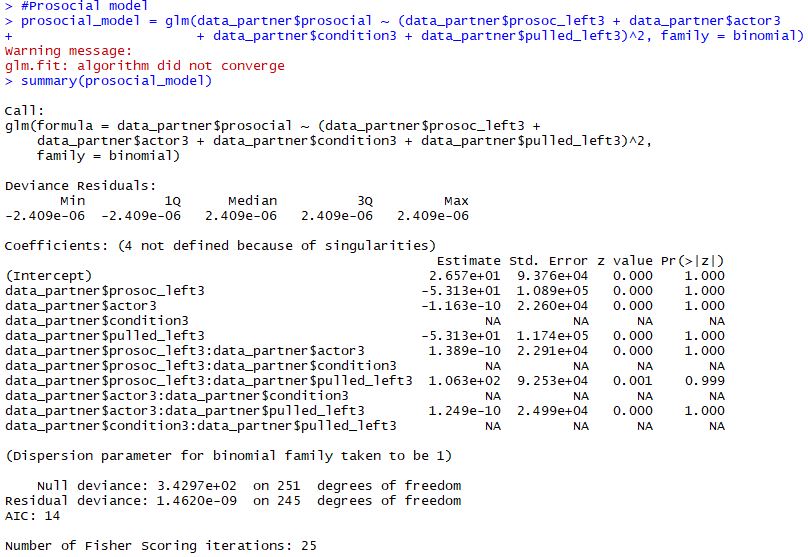 > #Prosocial model
> prosocial_model = glm(data_partner$prosocial ~ (prosoc_left3 + data_partner$actor3
+ + data_partner$condition3 + data_partner$pulled_left3)^2, family = binomial)
Warning message:
glm.fit: algorithm did not converge
> summary(prosocial_model)
Call:
glm(formula = data_partner$prosocial ~ (data_partner$prosoc_left3 +
data_partner$actor3 + data_partner$condition3 + data_partner$pulled_left3)^2,
family = binomial)
Deviance Residuals:
Min 1Q Median 3Q Max
-2.409e-06 -2.409e-06 2.409e-06 2.409e-06 2.409e-06
Coefficients: (4 not defined because of singularities)
Estimate Std. Error z value Pr(>|z|)
(Intercept) 2.657e+01 9.376e+04 0.000 1.000
data_partner$prosoc_left3 -5.313e+01 1.089e+05 0.000 1.000
data_partner$actor3 -1.163e-10 2.260e+04 0.000 1.000
data_partner$condition3 NA NA NA NA
data_partner$pulled_left3 -5.313e+01 1.174e+05 0.000 1.000
data_partner$prosoc_left3:data_partner$actor3 1.389e-10 2.291e+04 0.000 1.000
data_partner$prosoc_left3:data_partner$condition3 NA NA NA NA
data_partner$prosoc_left3:data_partner$pulled_left3 1.063e+02 9.253e+04 0.001 0.999
data_partner$actor3:data_partner$condition3 NA NA NA NA
data_partner$actor3:data_partner$pulled_left3 1.249e-10 2.499e+04 0.000 1.000
data_partner$condition3:data_partner$pulled_left3 NA NA NA NA
(Dispersion parameter for binomial family taken to be 1)
Null deviance: 3.4297e+02 on 251 degrees of freedom
Residual deviance: 1.4620e-09 on 245 degrees of freedom
AIC: 14
Number of Fisher Scoring iterations: 25